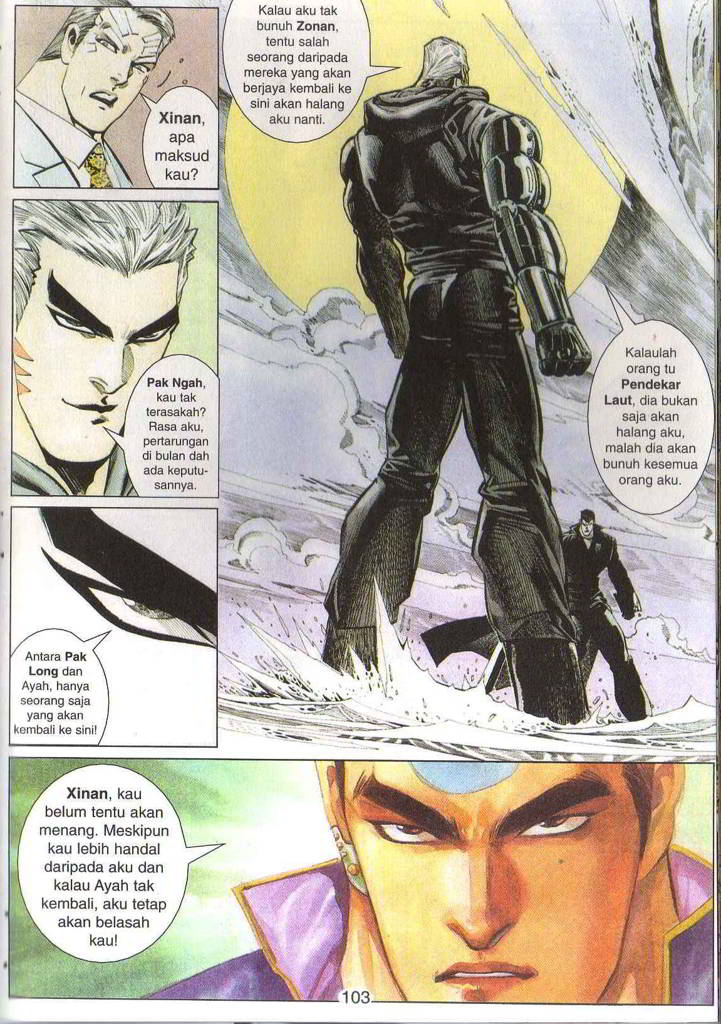 Xinan,
apa
maksud
kau?
Kalau aku tak
bunuh Zonan,
tentu salah
seorang daripada
mereka yang akan
berjaya kembali ke
sini akan halang
aku nanti.
Pak Ngah,
kau tak
terasakah?
Rasa aku,
pertarungan
di bulan dah
ada keputu-
sannya.
Kalaulah
orang tu
Pendekar
Laut, dia bukan
saja akan
halang aku,
malah dia akan
bunuh kesemua
orang aku.
Antara Pak
Long dan
Ayah, hanya
seorang saja
yang akan
kembali ke sini!
Xinan, kau
belum tentu akan
menang. Meskipun
kau lebih handal
daripada aku dan
kalau Ayah tak
kembali, aku tetap
akan belasah
kau!
103